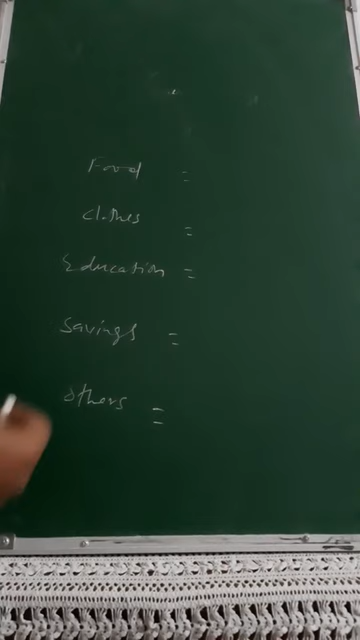 Food =
Clothes =
Education =
Savings =
Others =